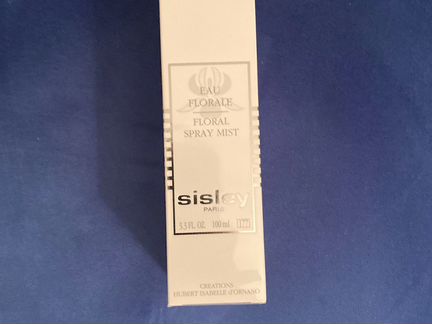 EAU
FLORALE
FLORAL
SPRAY MIST
sisley
PARIS
3.3 FL. OZ. 100 ml
CREATIONS
HUBERT ISABELLE d'ORNANO